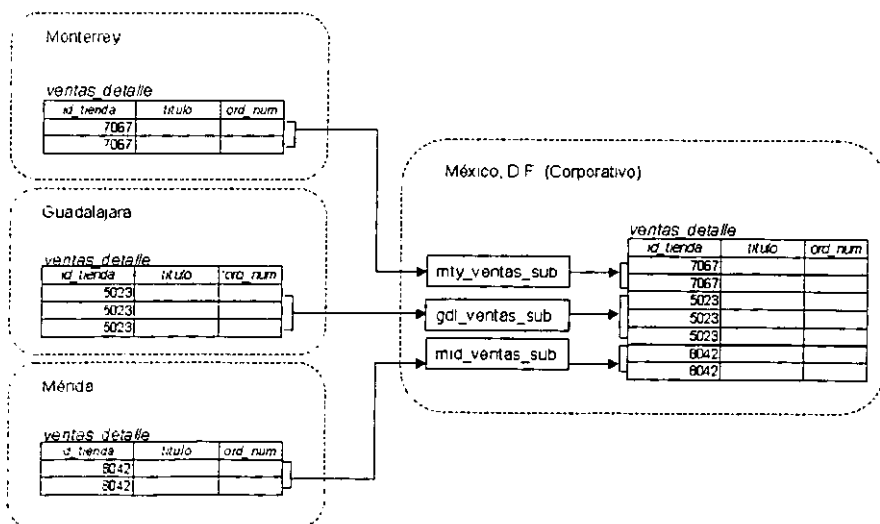 Monterrey
ventas_detalle
id_tienda titulo ord_num
7067
7067
Guadalajara
ventas_detalle
id_tienda titulo ord_num
5023
5023
5023
Mérida
ventas_detalle
id_tienda titulo ord_num
8042
8042
México, D F (Corporativo)
mty_ventas_sub
gdl_ventas_sub
mid_ventas_sub
ventas_detalle
id_tienda titulo ord_num
7067
7067
5023
5023
5023
8042
8042